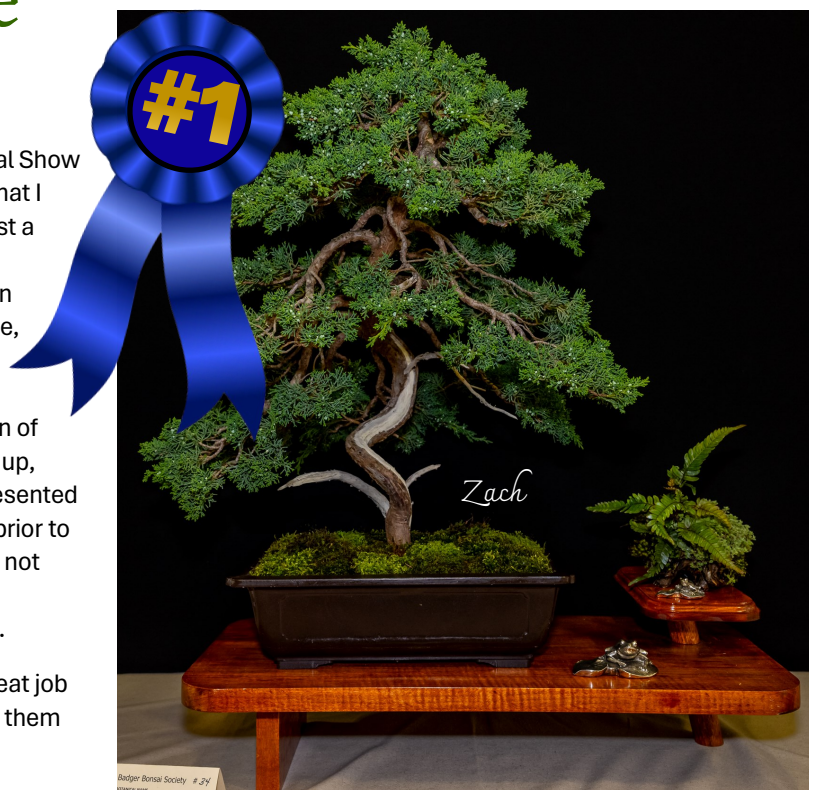 e
al Show
hat I
st a
n
e,
n of
up,
esented
prior to
not
.
eat job
them
#1
Zach
Badger Bonsai Society # 34